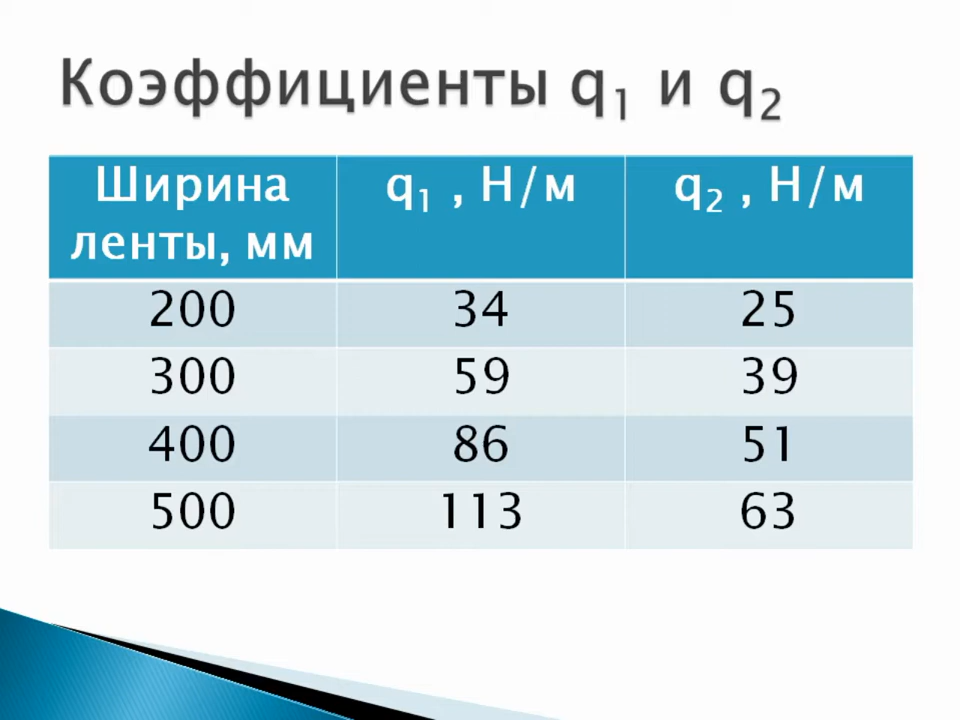 Коэффициенты q₁ и q₂
Ширина ленты, мм	q₁ , Н/м	q₂ , Н/м
200	34	25
300	59	39
400	86	51
500	113	63